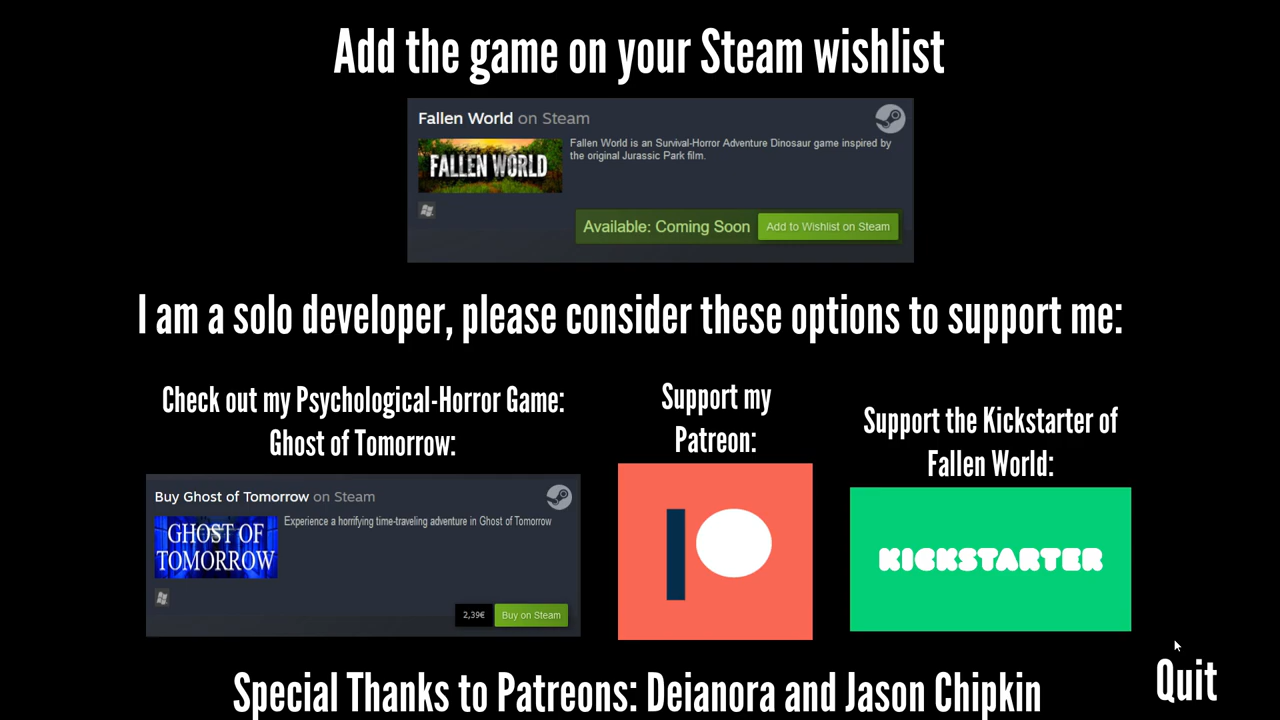 Add the game on your Steam wishlist
Fallen World on Steam
Fallen World is an Survival-Horror Adventure Dinosaur game inspired by
the original Jurassic Park film.
FALLEN WORLD
Available: Coming Soon
Add to Wishlist on Steam
I am a solo developer, please consider these options to support me:
Check out my Psychological-Horror Game:
Ghost of Tomorrow:
Buy Ghost of Tomorrow on Steam
Experience a horrifying time-traveling adventure in Ghost of Tomorrow
GHOST OF
TOMORROW
2,39€
Buy on Steam
Support my
Patreon:
Support the Kickstarter of
Fallen World:
KICKSTARTER
Special Thanks to Patreons: Deianora and Jason Chipkin
Quit